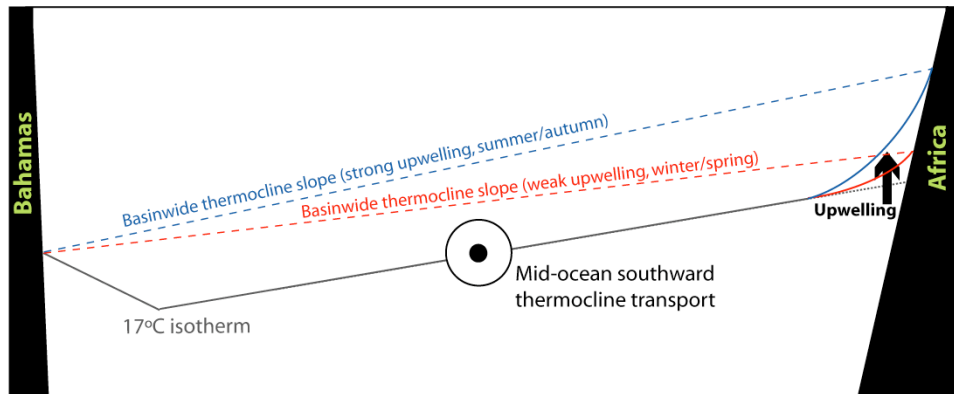 Bahamas
Basinwide thermocline slope (strong upwelling, summer/autumn)
Basinwide thermocline slope (weak upwelling, winter/spring)
Africa
Upwelling
Mid-ocean southward
thermocline transport
17ºC isotherm